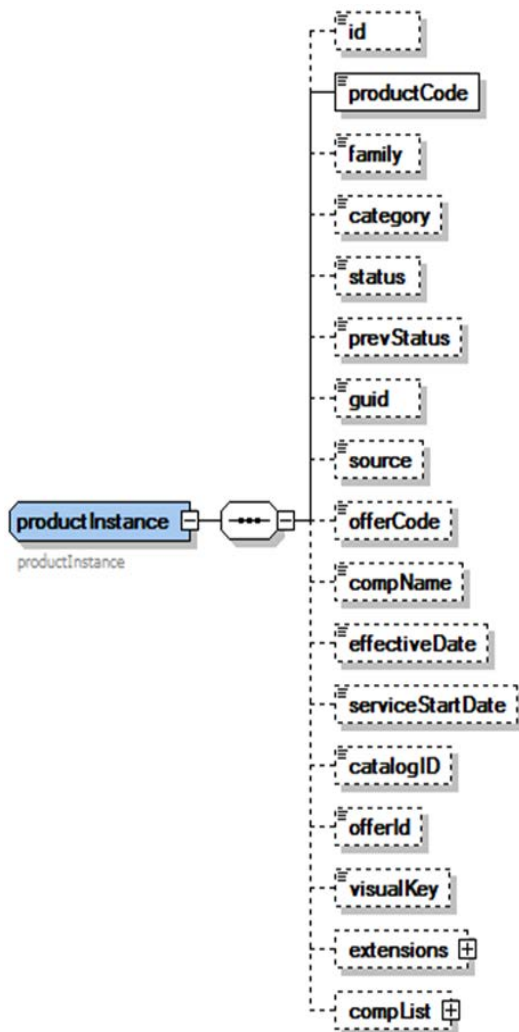 id
productCode
family
category
status
prevStatus
guid
source
productInstance
offerCode
productInstance
compName
effectiveDate
serviceStartDate
catalogID
offerId
visualKey
extensions
compList